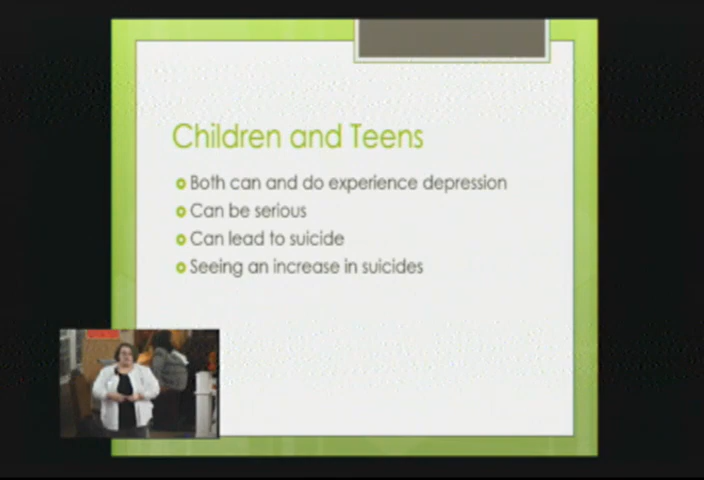 Children and Teens
Both can and do experience depression
Can be serious
Can lead to suicide
Seeing an increase in suicides